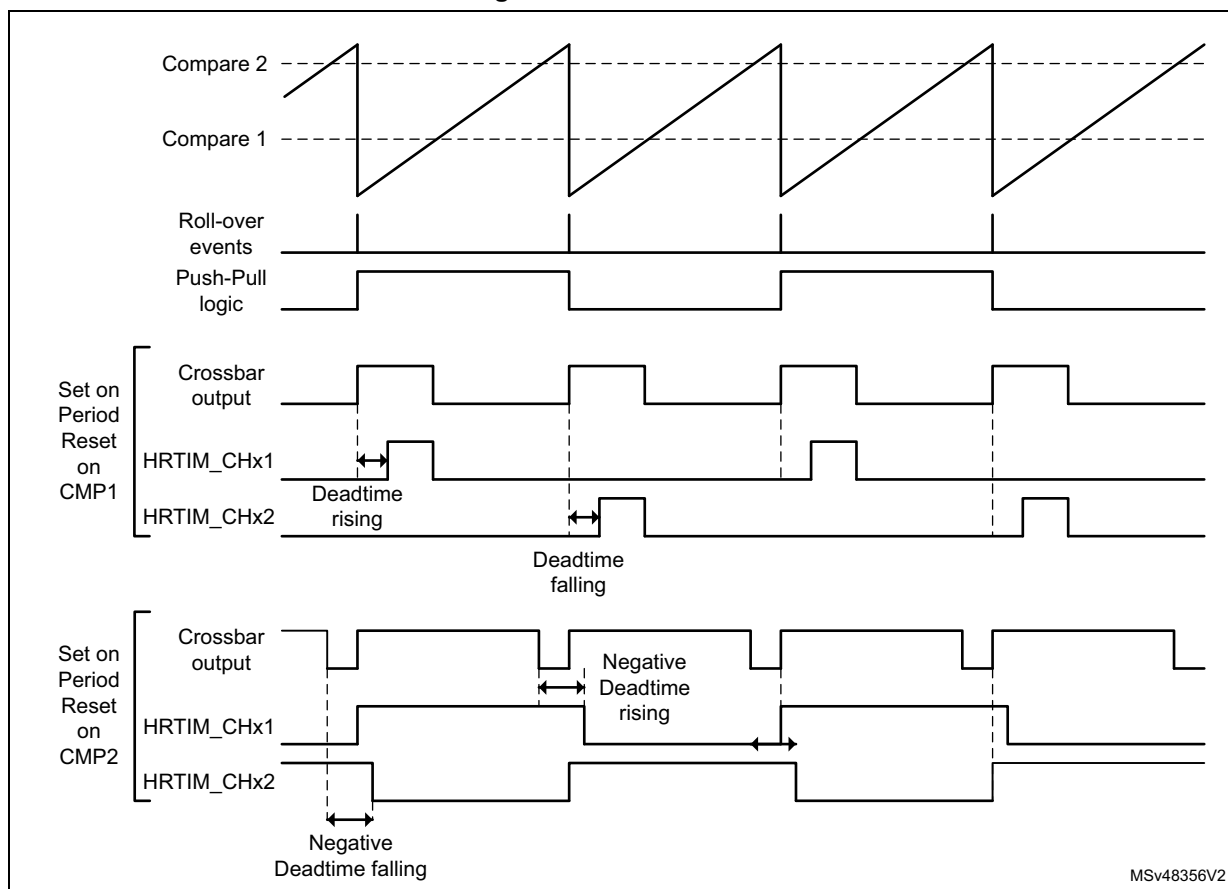 Compare 2
Compare 1
Roll-over
events
Push-Pull
logic
Set on
Period
Reset
on
CMP1
Crossbar
output
HRTIM_CHx1
Deadtime
rising
HRTIM_CHx2
Deadtime
falling
Set on
Period
Reset
on
CMP2
Crossbar
output
Negative
Deadtime
rising
HRTIM_CHx1
HRTIM_CHx2
Negative
Deadtime falling
MSv48356V2